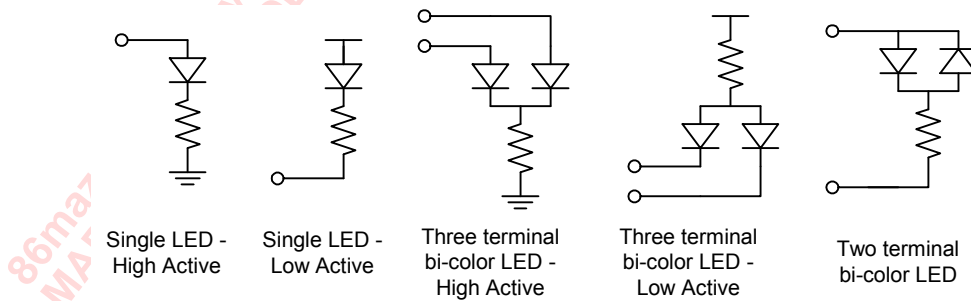 Single LED -
High Active
Single LED -
Low Active
Three terminal
bi-color LED -
High Active
Three terminal
bi-color LED -
Low Active
Two terminal
bi-color LED